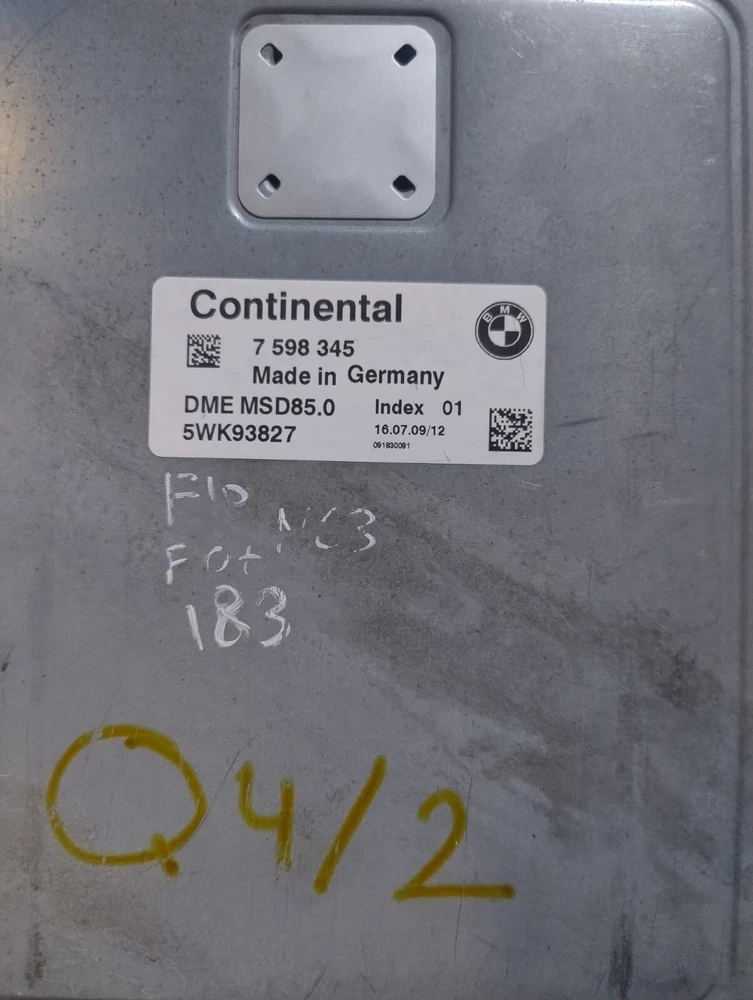 Continental
BMW
7 598 345
Made in Germany
DME MSD85.0 Index 01
5WK93827 16.07.09/12
091830091
F10
N63
183
Q4/2